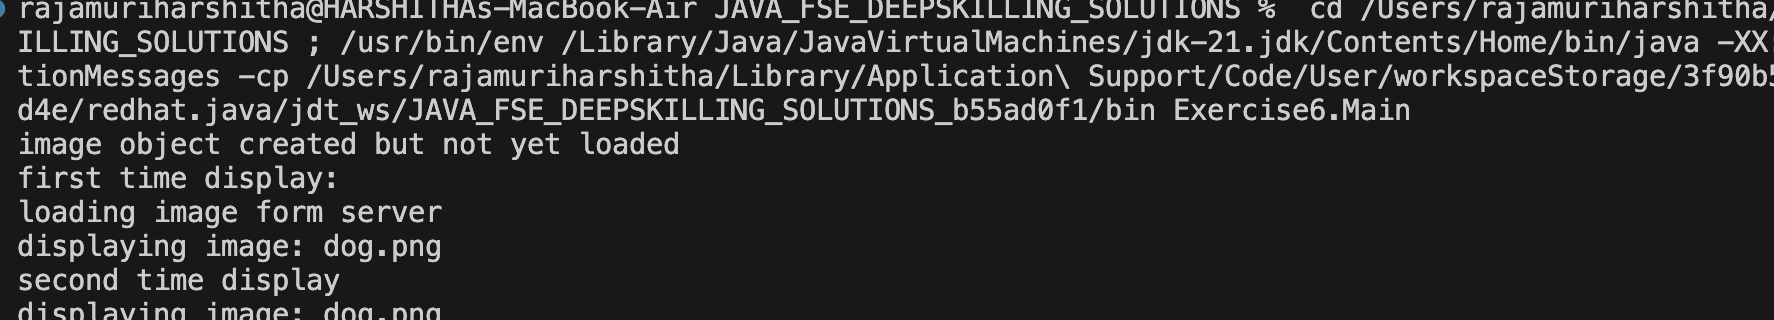 rajamuriharshitha@HARSHITHAs-MacBook-Air JAVA_FSE_DEEPSKILLING_SOLUTIONS %  cd /Users/rajamuriharshitha/
ILLING_SOLUTIONS ; /usr/bin/env /Library/Java/JavaVirtualMachines/jdk-21.jdk/Contents/Home/bin/java -XX:
tionMessages -cp /Users/rajamuriharshitha/Library/Application\ Support/Code/User/workspaceStorage/3f90b5
d4e/redhat.java/jdt_ws/JAVA_FSE_DEEPSKILLING_SOLUTIONS_b55ad0f1/bin Exercise6.Main
image object created but not yet loaded
first time display:
loading image form server
displaying image: dog.png
second time display
displaying image: dog.png